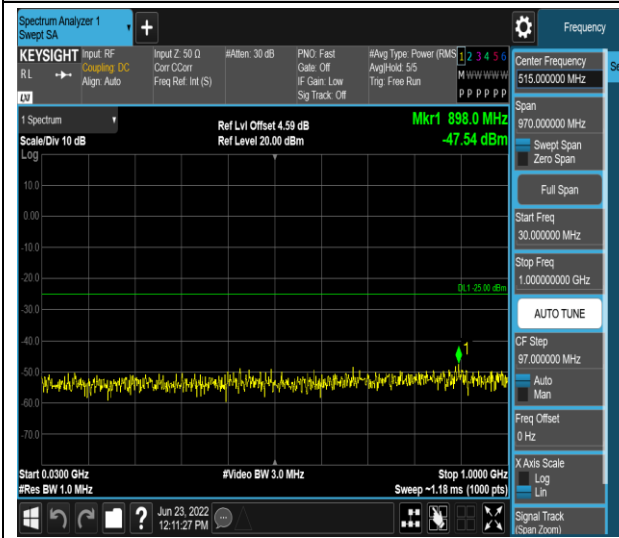 Spectrum Analyzer 1
Swept SA
+
Frequency
KEYSIGHT
RL
LXI
Input: RF
Coupling: DC
Align: Auto
Input Z: 50 Ω
Corr CCorr
Freq Ref: Int (S)
#Atten: 30 dB
PNO: Fast
Gate: Off
IF Gain: Low
Sig Track: Off
#Avg Type: Power (RMS
Avg|Hold: 5/5
Trig: Free Run
1 2 3 4 5 6
M W W W W W
P P P P P P
1 Spectrum
Scale/Div 10 dB
Log
Ref Lvl Offset 4.59 dB
Ref Level 20.00 dBm
Mkr1 898.0 MHz
-47.54 dBm
10.0
0.00
-10.0
-20.0
DL1 -25.00 dBm
-30.0
-40.0
1
-50.0
-60.0
-70.0
Start 0.0300 GHz
#Res BW 1.0 MHz
#Video BW 3.0 MHz
Stop 1.0000 GHz
Sweep ~1.18 ms (1000 pts)
?
Jun 23, 2022
12:11:27 PM
Center Frequency
515.000000 MHz
Se
Span
970.000000 MHz
Swept Span
Zero Span
Full Span
Start Freq
30.000000 MHz
Stop Freq
1.000000000 GHz
AUTO TUNE
CF Step
97.000000 MHz
Auto
Man
Freq Offset
0 Hz
X Axis Scale
Log
Lin
Signal Track
(Span Zoom)